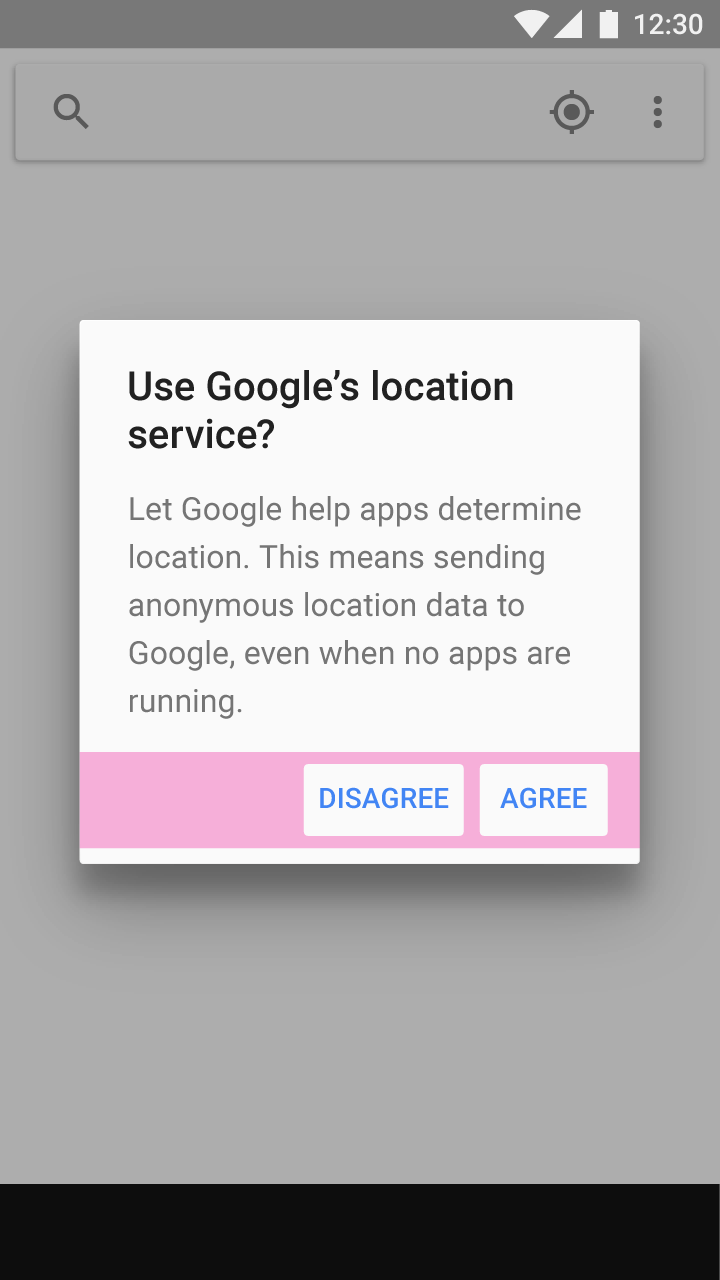 12:30
Use Google’s location
service?
Let Google help apps determine
location. This means sending
anonymous location data to
Google, even when no apps are
running.
DISAGREE AGREE